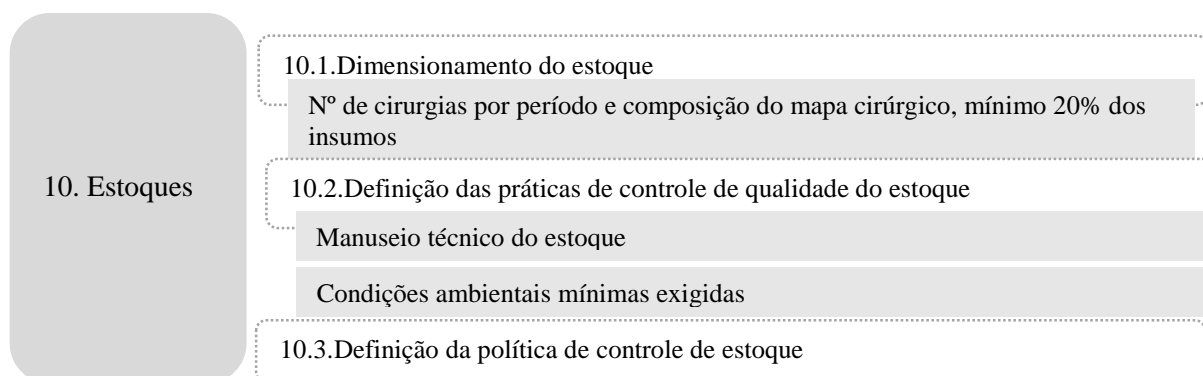 10. Estoques
10.1.Dimensionamento do estoque
Nº de cirurgias por período e composição do mapa cirúrgico, mínimo 20% dos
insumos
10.2.Definição das práticas de controle de qualidade do estoque
Manuseio técnico do estoque
Condições ambientais mínimas exigidas
10.3.Definição da política de controle de estoque